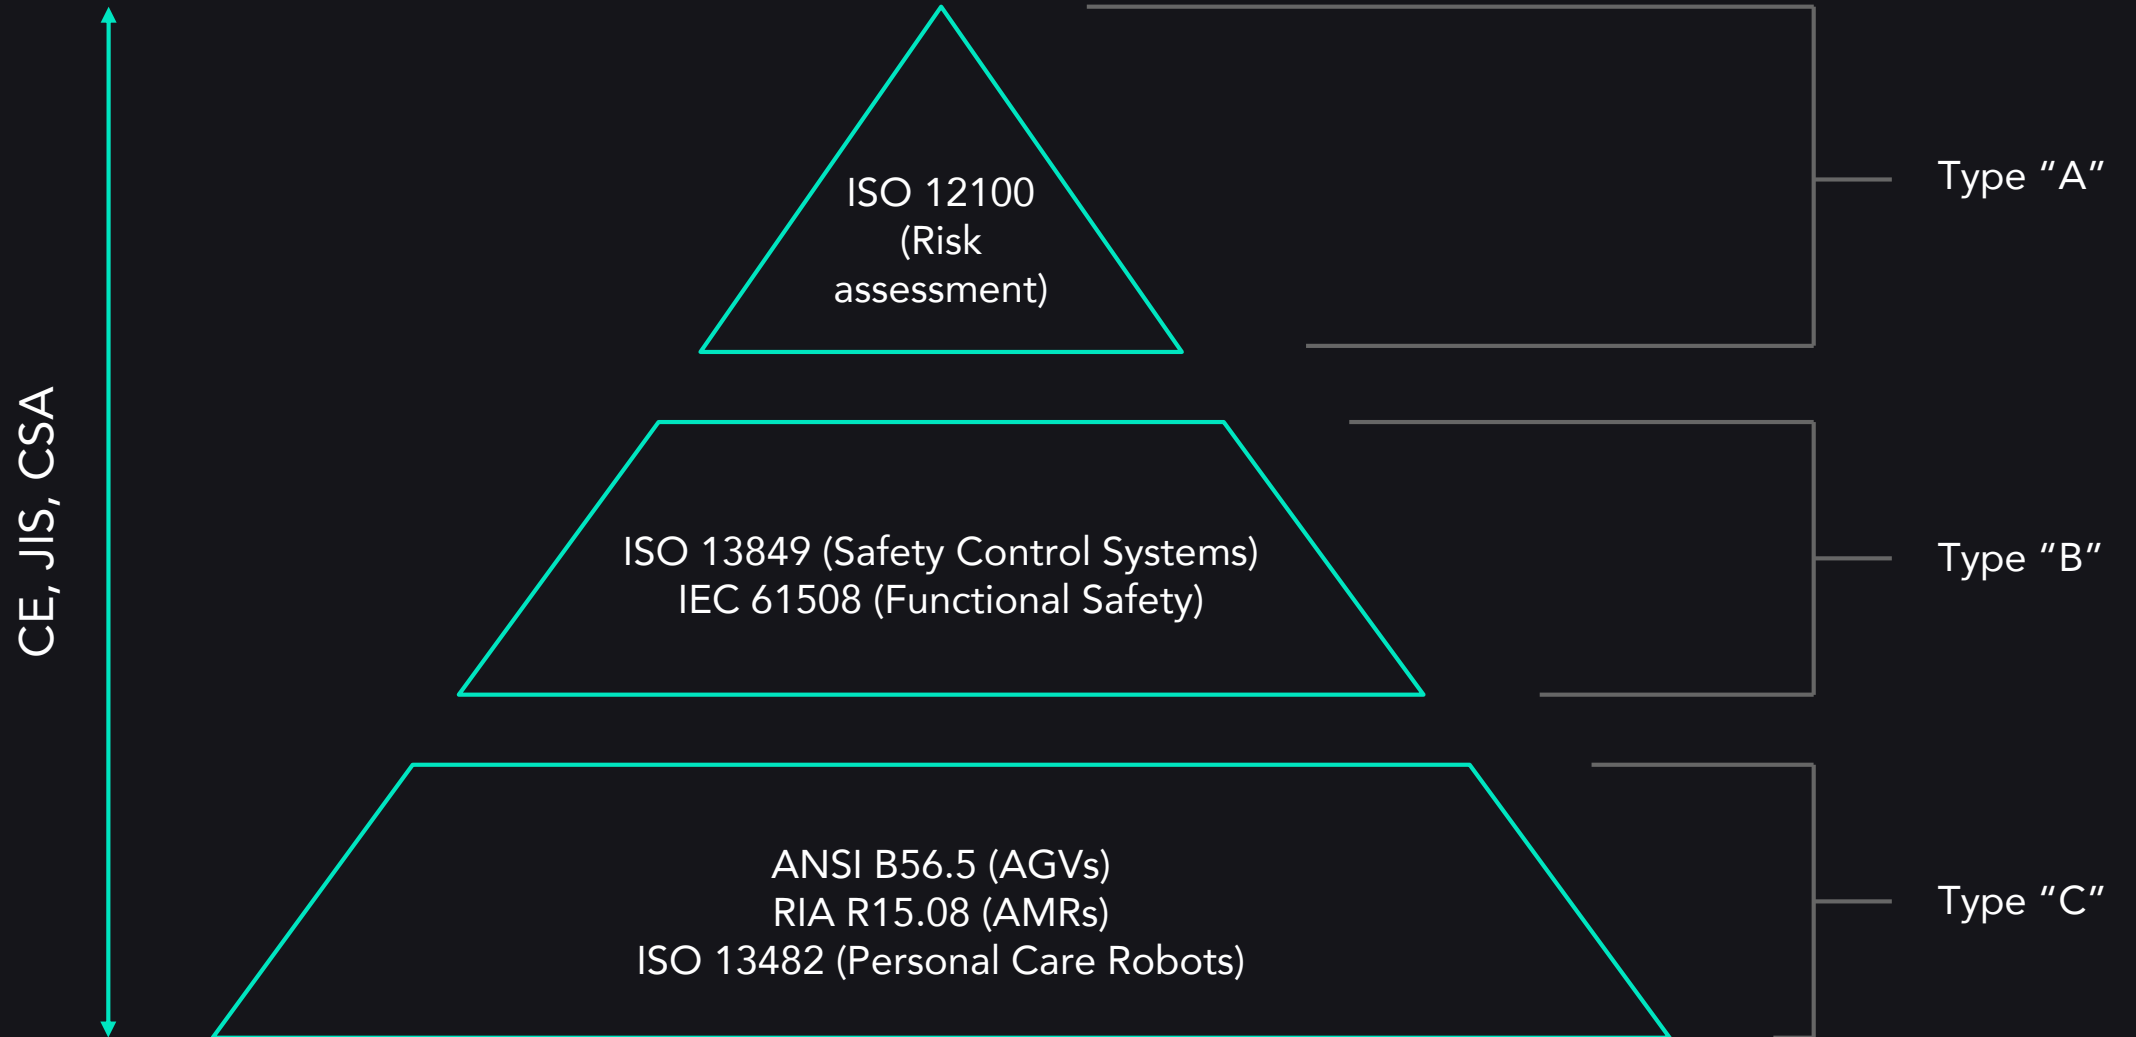 ISO 12100
(Risk
assessment)
Type “A”
CE, JIS, CSA
ISO 13849 (Safety Control Systems)
IEC 61508 (Functional Safety)
Type “B”
ANSI B56.5 (AGVs)
RIA R15.08 (AMRs)
ISO 13482 (Personal Care Robots)
Type “C”